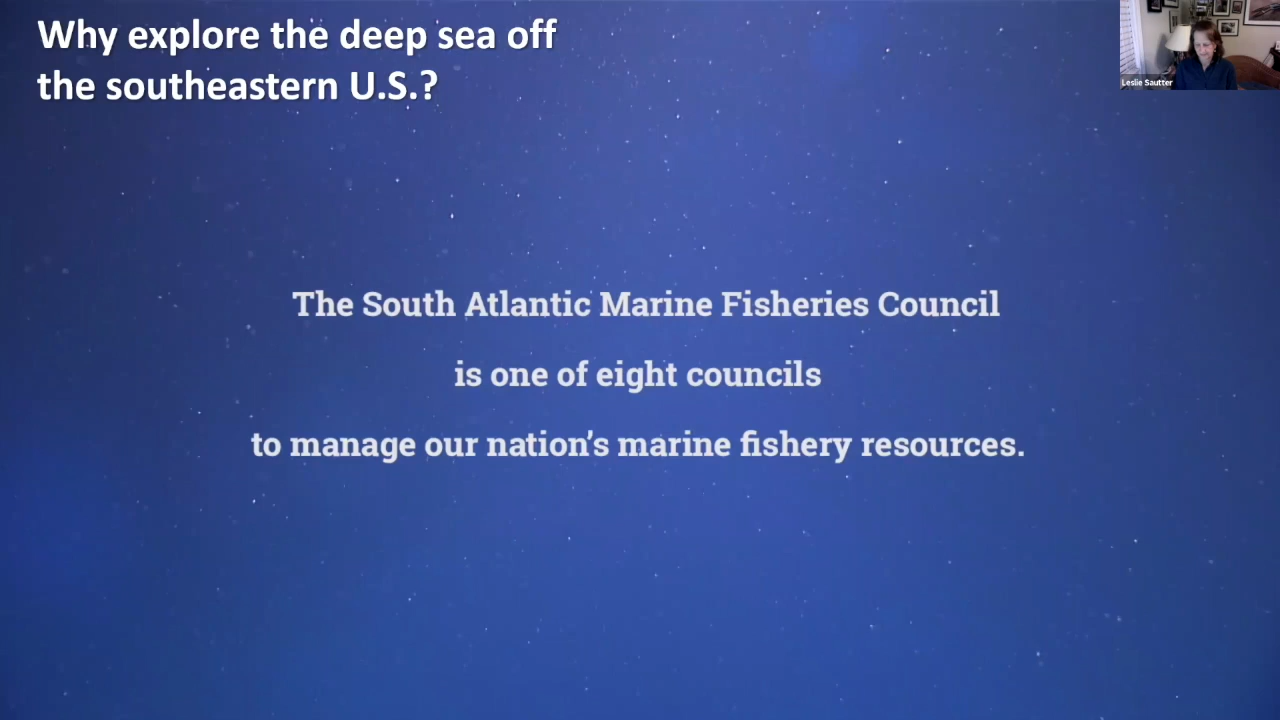 Why explore the deep sea off
the southeastern U.S.?
Leslie Sautter
The South Atlantic Marine Fisheries Council
is one of eight councils
to manage our nation’s marine fishery resources.